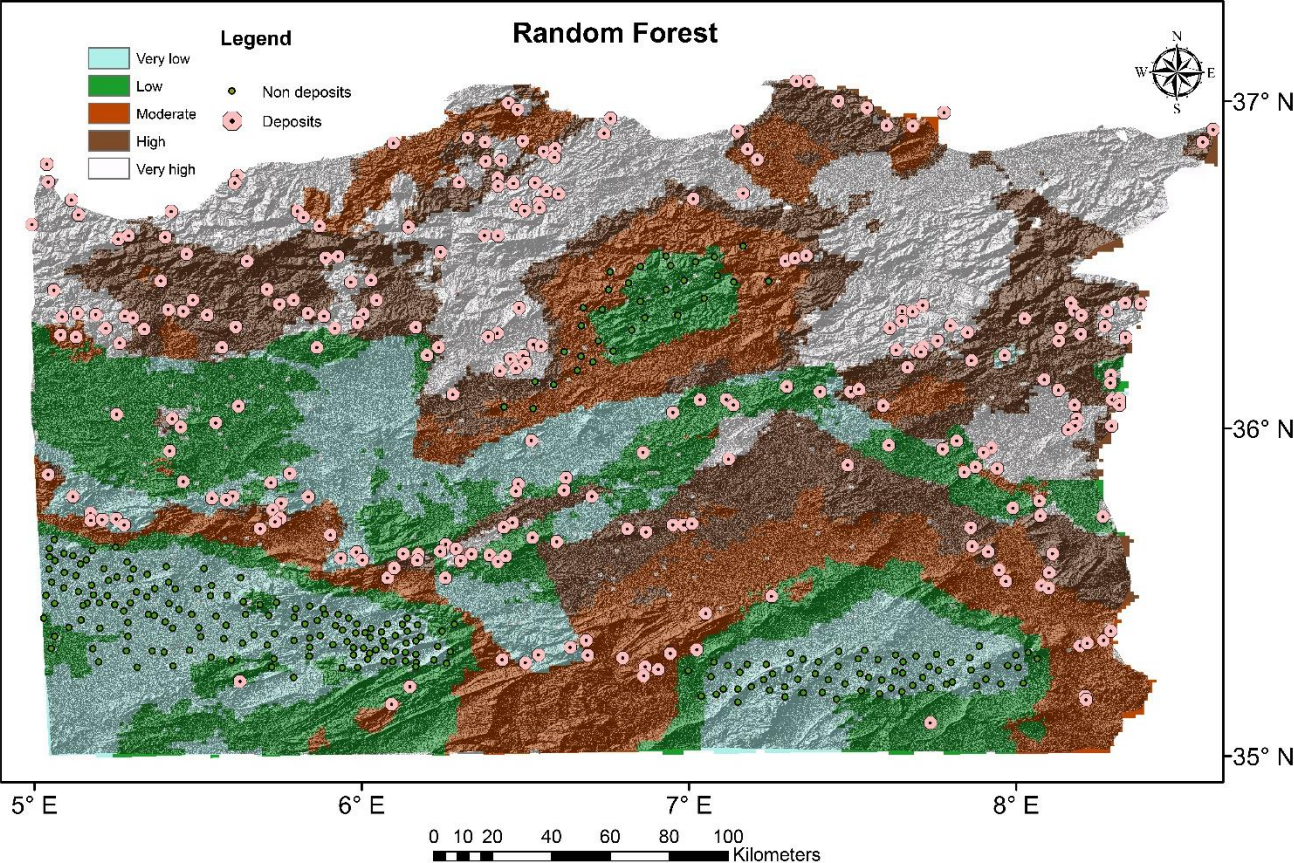 Random Forest
Legend
Very low
Low
Moderate
High
Very high
Non deposits
Deposits
N
W
E
S
37° N
36° N
35° N
5° E
6° E
7° E
8° E
0 10 20 40 60 80 100
Kilometers